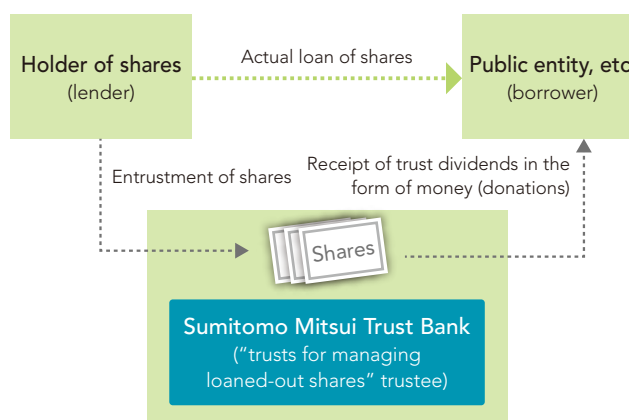 Holder of shares
(lender)
Actual loan of shares
Public entity, etc
(borrower)
Entrustment of shares
Receipt of trust dividends in the
form of money (donations)
Shares
Sumitomo Mitsui Trust Bank
(“trusts for managing
loaned-out shares” trustee)